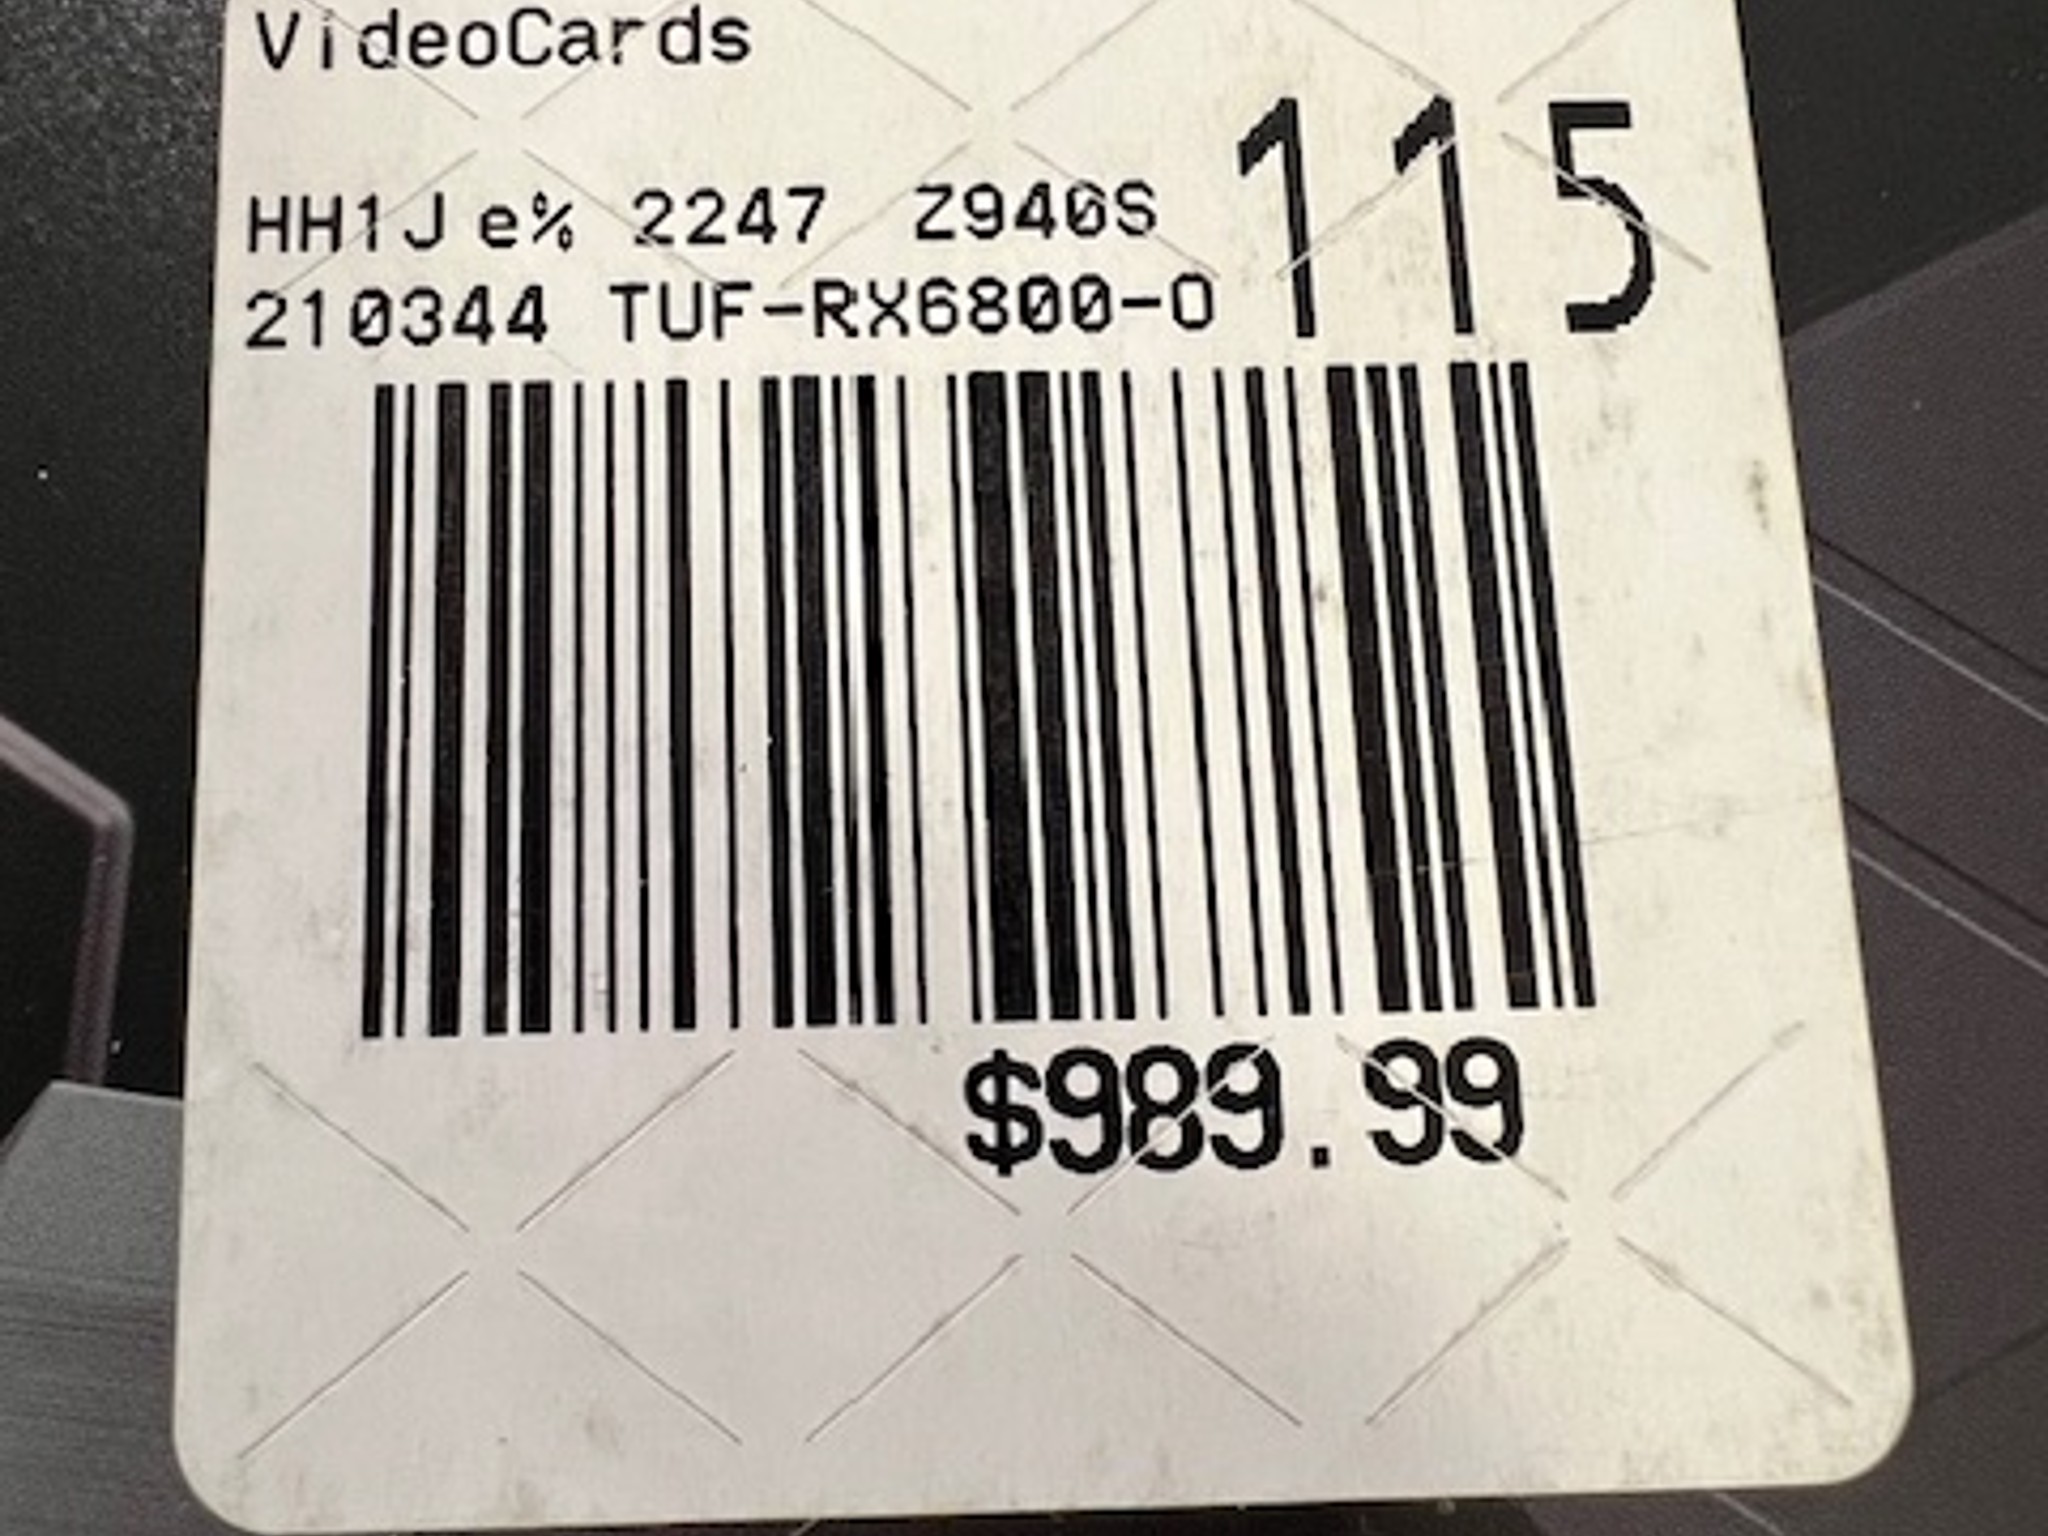 VideoCards
115
HH1J e% 2247 Z940S
210344 TUF-RX6800-O
$989.99